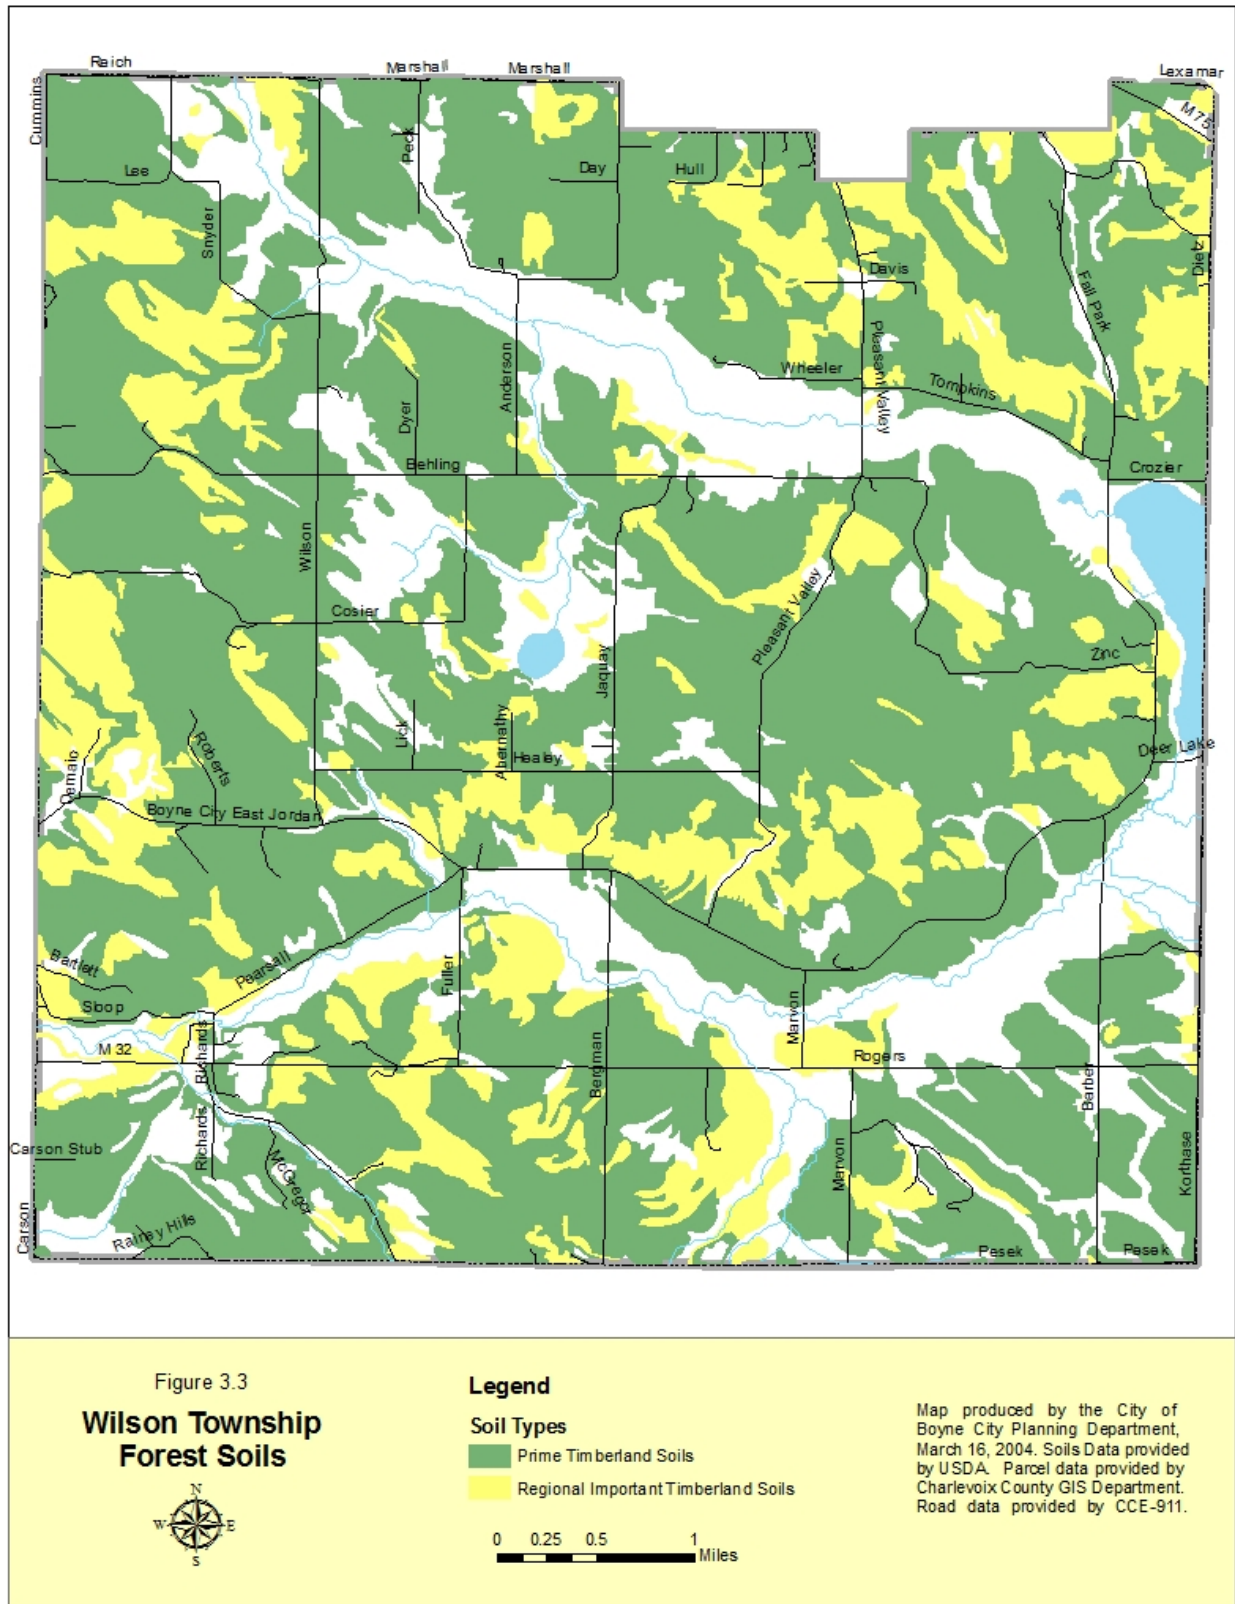 Raich
Marshall
Marshall
Lexamar
Cummins
M 75
Peck
Lee
Day
Hull
Snyder
Dietz
Davis
Fall Park
Pleasant Valley
Anderson
Wheeler
Tompkins
Dyer
Behling
Crozier
Wilson
Pleasant Valley
Cosier
Jaquay
Zinc
Lick
Abernathy
Roberts
Deer Lake
Healey
Demain
Boyne City East Jordan
Bartlett
Pearsall
Fuller
Sloop
Marvon
Richards
M 32
Bergman
Rogers
Barber
Richards
Carson Stub
McGregor
Marvon
Korthase
Carson
Rainey Hills
Pesek
Pesek
Figure 3.3
Wilson Township
Forest Soils
N
W
E
S
Legend
Soil Types
Prime Timberland Soils
Regional Important Timberland Soils
0 0.25 0.5 1
Miles
Map produced by the City of
Boyne City Planning Department,
March 16, 2004. Soils Data provided
by USDA. Parcel data provided by
Charlevoix County GIS Department.
Road data provided by CCE-911.